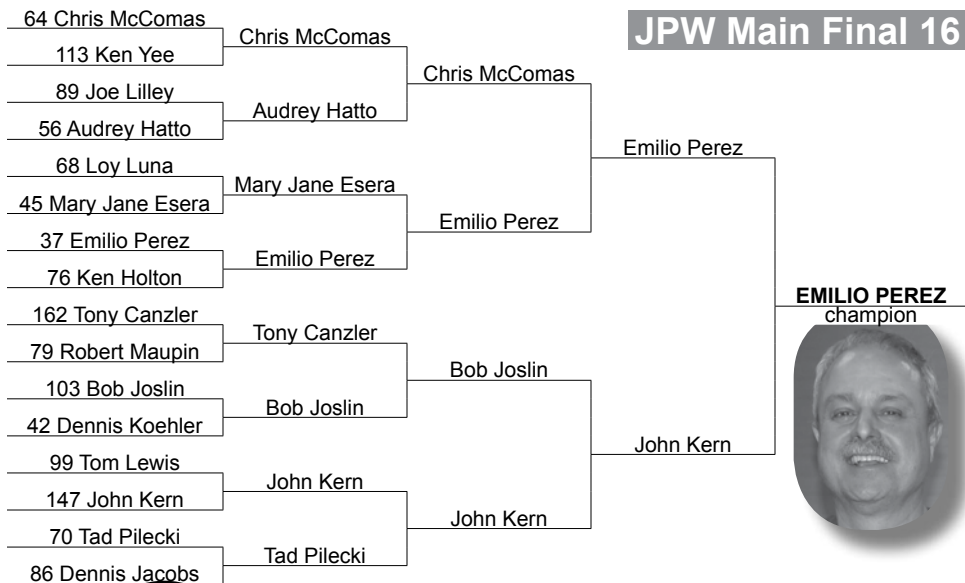 JPW Main Final 16
64 Chris McComas
113 Ken Yee
89 Joe Lilley
56 Audrey Hatto
68 Loy Luna
45 Mary Jane Esera
37 Emilio Perez
76 Ken Holton
162 Tony Canzler
79 Robert Maupin
103 Bob Joslin
42 Dennis Koehler
99 Tom Lewis
147 John Kern
70 Tad Pilecki
86 Dennis Jacobs
Chris McComas
Audrey Hatto
Mary Jane Esera
Emilio Perez
Tony Canzler
Bob Joslin
John Kern
Tad Pilecki
Chris McComas
Emilio Perez
Bob Joslin
John Kern
Emilio Perez
John Kern
EMILIO PEREZ
champion